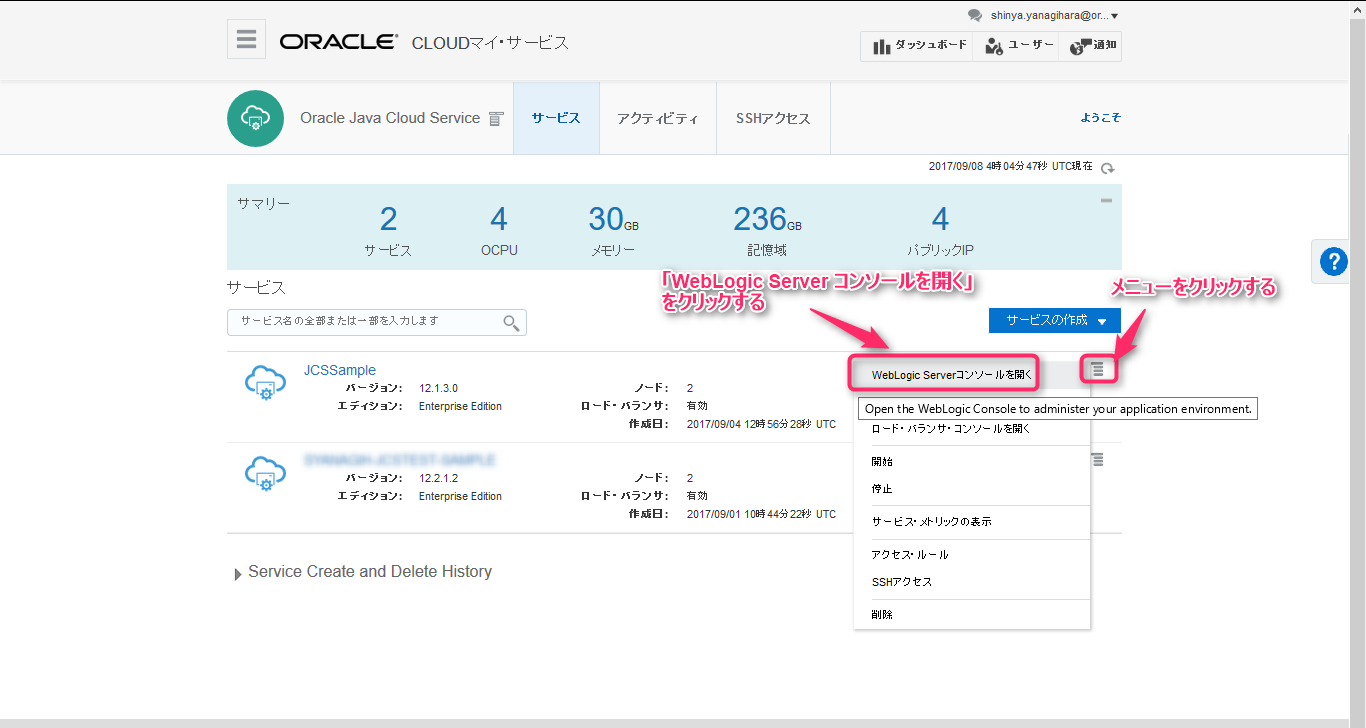 shinya.yanagihara@or...
ORACLE CLOUDマイ・サービス
ダッシュボード ユーザー 通知
Oracle Java Cloud Service サービス アクティビティ SSHアクセス ようこそ
2017/09/08 4時04分47秒 UTC現在
サマリー
2 4 30GB 236GB 4
サービス OCPU メモリー 記憶域 パブリックIP
「WebLogic Server コンソールを開く」
をクリックする
メニューをクリックする
サービス
サービス名の全部または一部を入力します
サービスの作成
JCSSample
バージョン: 12.1.3.0 ノード: 2
エディション: Enterprise Edition ロード・バランサ: 有効
作成日: 2017/09/04 12時56分28秒 UTC
WebLogic Serverコンソールを開く
Open the WebLogic Console to administer your application environment.
ロード・バランサ・コンソールを開く
開始
停止
サービス・メトリックの表示
アクセス・ルール
SSHアクセス
削除
バージョン: 12.2.1.2 ノード: 2
エディション: Enterprise Edition ロード・バランサ: 有効
作成日: 2017/09/01 10時44分22秒 UTC
Service Create and Delete History
?